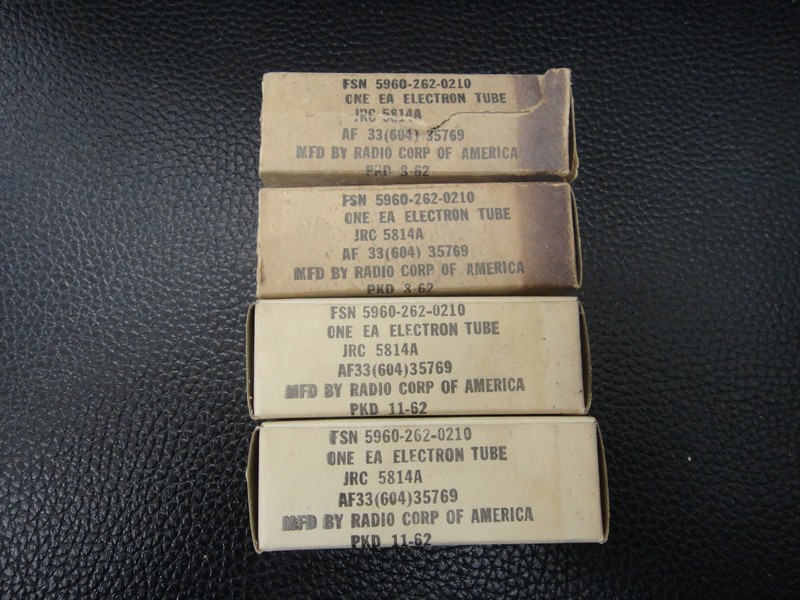 FSN 5960-262-0210
ONE EA ELECTRON TUBE
JRC 5814A
AF 33(604) 35769
MFD BY RADIO CORP OF AMERICA
PKD 3-62
FSN 5960-262-0210
ONE EA ELECTRON TUBE
JRC 5814A
AF 33(604) 35769
MFD BY RADIO CORP OF AMERICA
PKD 3-62
FSN 5960-262-0210
ONE EA ELECTRON TUBE
JRC 5814A
AF33(604)35769
MFD BY RADIO CORP OF AMERICA
PKD 11-62
FSN 5960-262-0210
ONE EA ELECTRON TUBE
JRC 5814A
AF33(604)35769
MFD BY RADIO CORP OF AMERICA
PKD 11-62